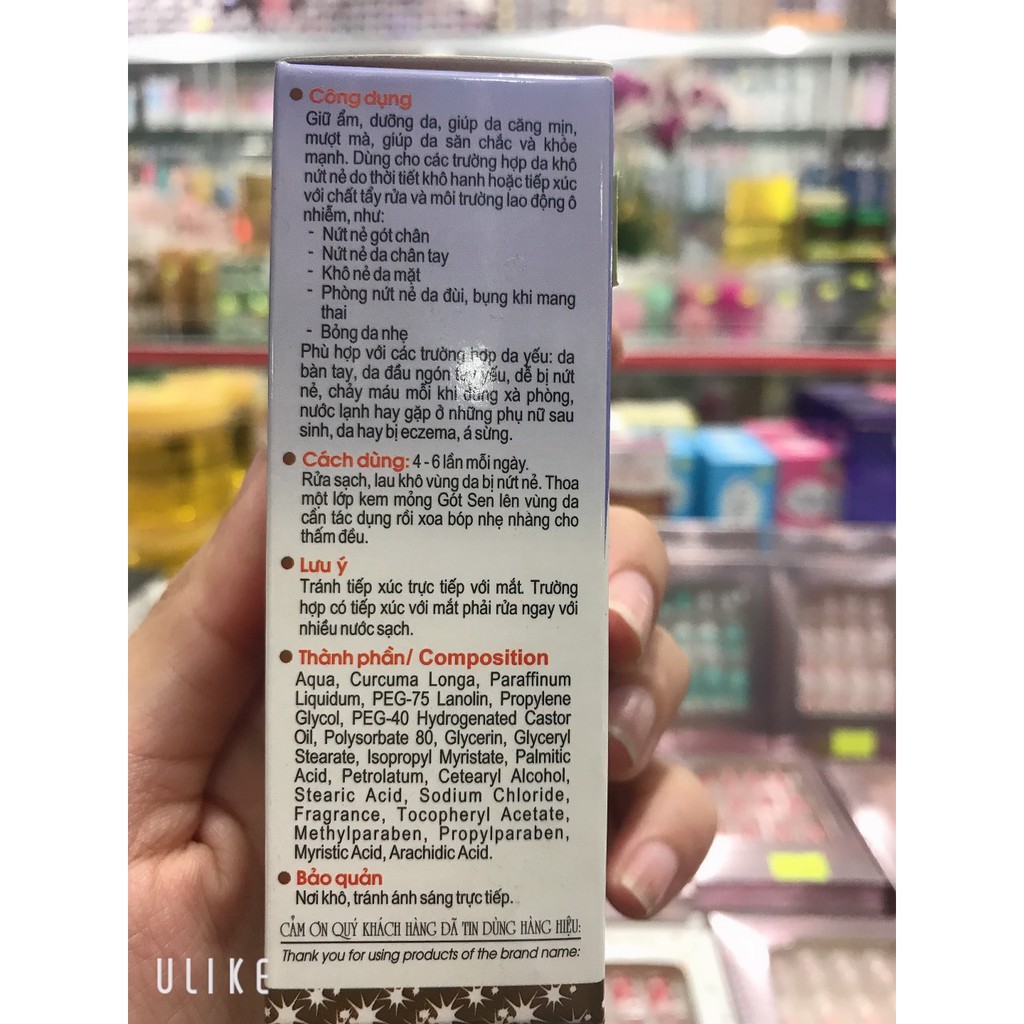 Công dụng
Giữ ẩm, dưỡng da, giúp da căng mịn,
mượt mà, giúp da săn chắc và khỏe
mạnh. Dùng cho các trường hợp da khô
nứt nẻ do thời tiết khô hanh hoặc tiếp xúc
với chất tẩy rửa và môi trường lao động ô
nhiễm, như:
- Nứt nẻ gót chân
- Nứt nẻ da chân tay
- Khô nẻ da mặt
- Phòng nứt nẻ da đùi, bụng khi mang
thai
- Bỏng da nhẹ
Phù hợp với các trường hợp da yếu: da
bàn tay, da đầu ngón tay yếu, dễ bị nứt
nẻ, chảy máu mỗi khi dùng xà phòng,
nước lạnh hay gặp ở những phụ nữ sau
sinh, da hay bị eczema, á sừng.
Cách dùng: 4 - 6 lần mỗi ngày.
Rửa sạch, lau khô vùng da bị nứt nẻ. Thoa
một lớp kem mỏng Gót Sen lên vùng da
cần tác dụng rồi xoa bóp nhẹ nhàng cho
thấm đều.
Lưu ý
Tránh tiếp xúc trực tiếp với mắt. Trường
hợp có tiếp xúc với mắt phải rửa ngay với
nhiều nước sạch.
Thành phần/ Composition
Aqua, Curcuma Longa, Paraffinum
Liquidum, PEG-75 Lanolin, Propylene
Glycol, PEG-40 Hydrogenated Castor
Oil, Polysorbate 80, Glycerin, Glyceryl
Stearate, Isopropyl Myristate, Palmitic
Acid, Petrolatum, Cetearyl Alcohol,
Stearic Acid, Sodium Chloride,
Fragrance, Tocopheryl Acetate,
Methylparaben, Propylparaben,
Myristic Acid, Arachidic Acid.
Bảo quản
Nơi khô, tránh ánh sáng trực tiếp.
CẢM ƠN QUÝ KHÁCH HÀNG ĐÃ TIN DÙNG HÀNG HIỆU:
Thank you for using products of the brand name:
ULIKE